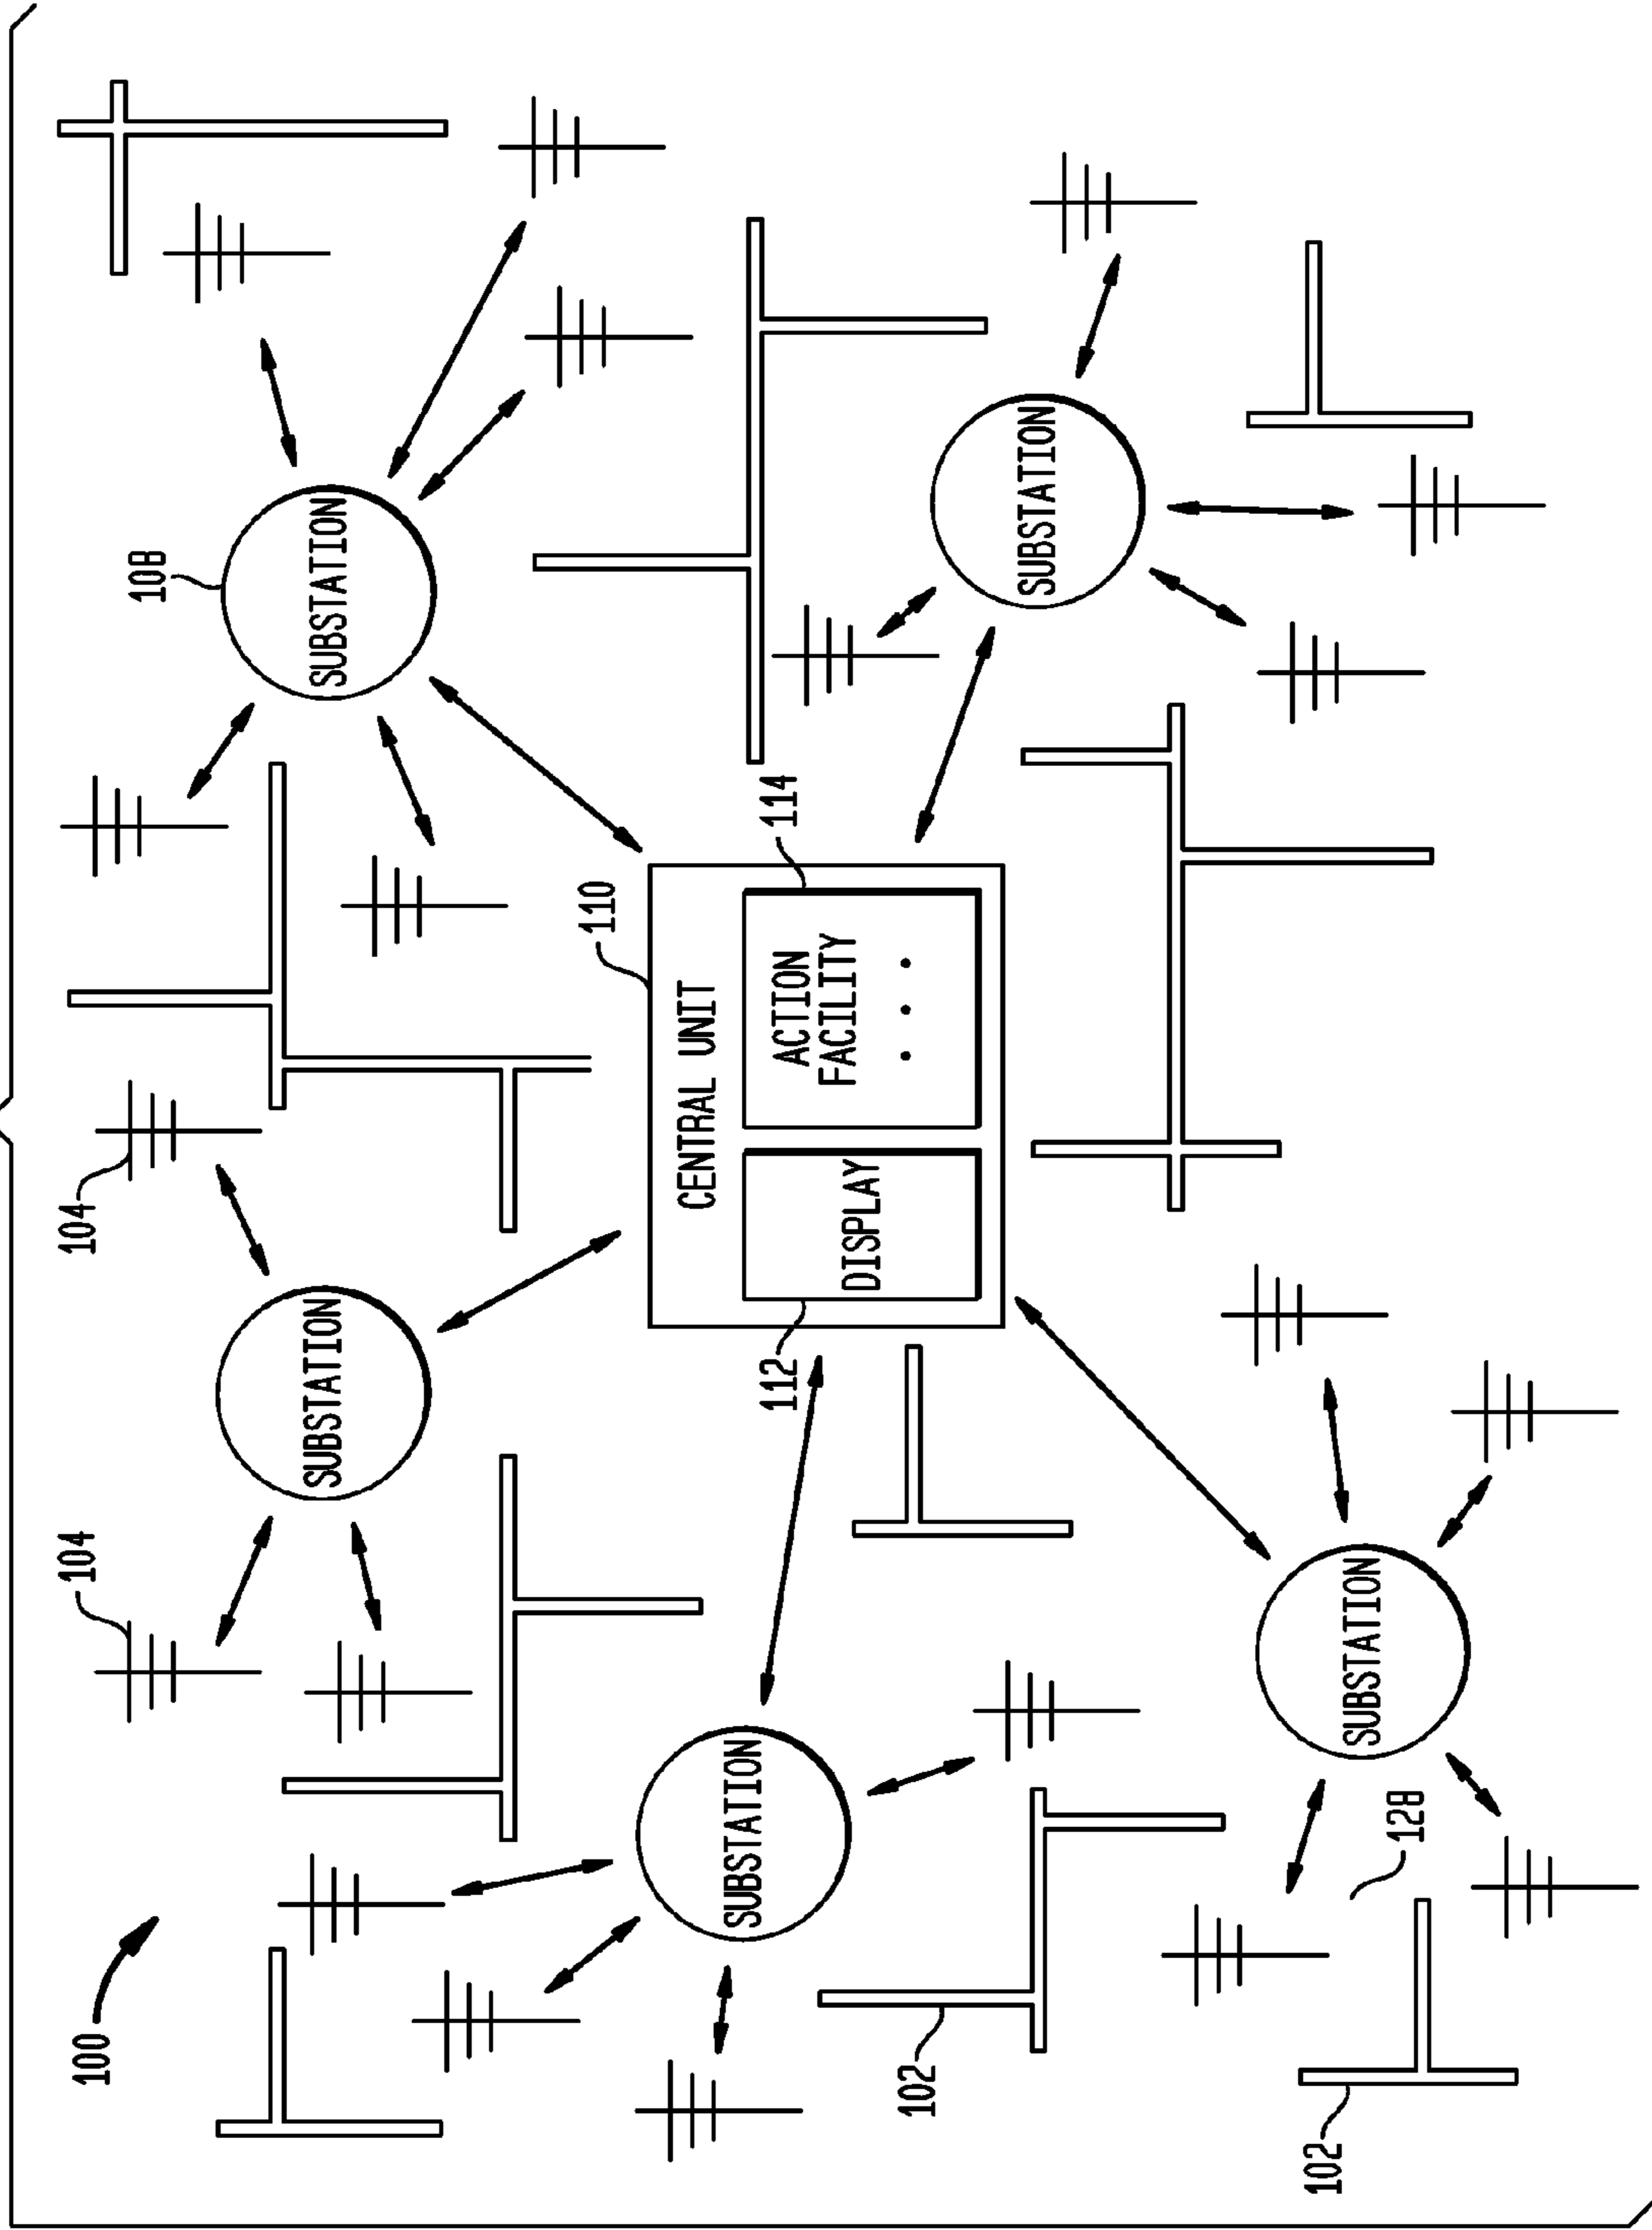 100
104
104
108
SUBSTATION
SUBSTATION
110
CENTRAL UNIT
SUBSTATION
112
114
ACTION
FACILITY
DISPLAY
102
SUBSTATION
102
SUBSTATION
128